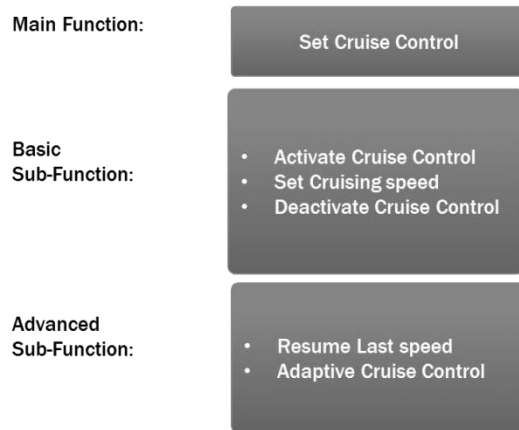 Main Function:
Set Cruise Control
Basic
Sub-Function:
• Activate Cruise Control
• Set Cruising speed
• Deactivate Cruise Control
Advanced
Sub-Function:
• Resume Last speed
• Adaptive Cruise Control